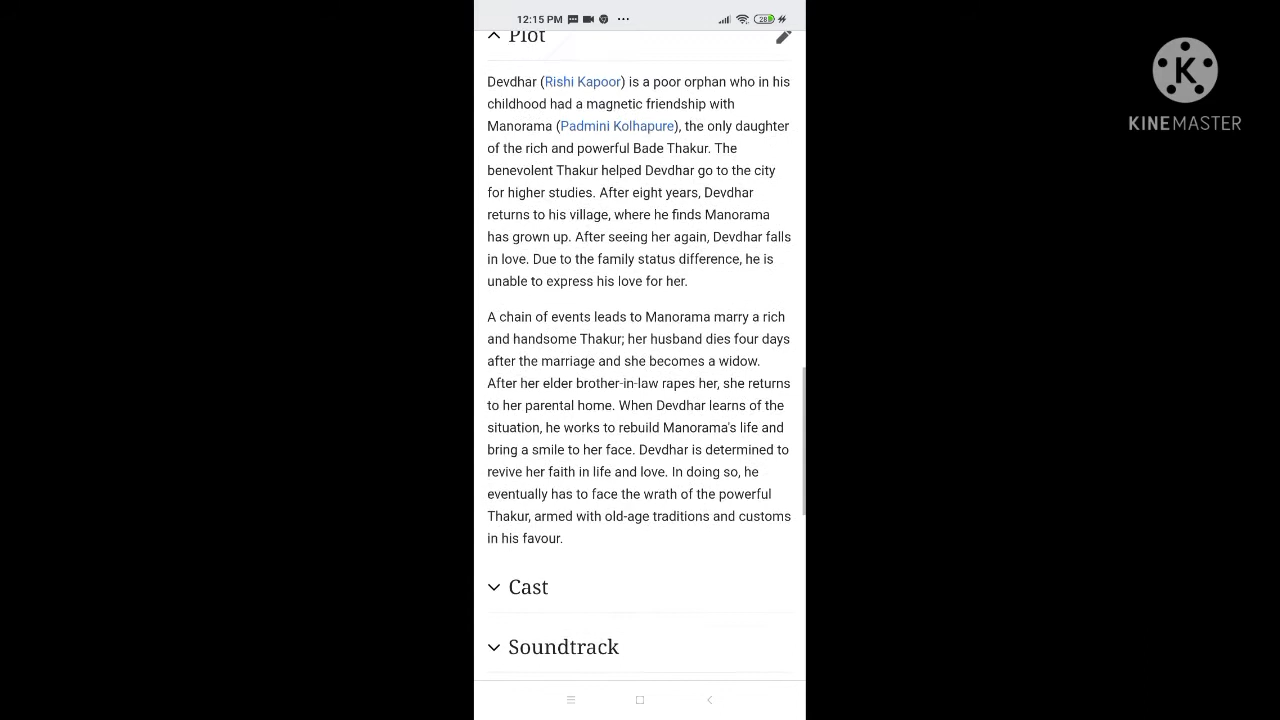 12:15 PM
28
Plot
Devdhar (Rishi Kapoor) is a poor orphan who in his
childhood had a magnetic friendship with
Manorama (Padmini Kolhapure), the only daughter
of the rich and powerful Bade Thakur. The
benevolent Thakur helped Devdhar go to the city
for higher studies. After eight years, Devdhar
returns to his village, where he finds Manorama
has grown up. After seeing her again, Devdhar falls
in love. Due to the family status difference, he is
unable to express his love for her.
A chain of events leads to Manorama marry a rich
and handsome Thakur; her husband dies four days
after the marriage and she becomes a widow.
After her elder brother-in-law rapes her, she returns
to her parental home. When Devdhar learns of the
situation, he works to rebuild Manorama's life and
bring a smile to her face. Devdhar is determined to
revive her faith in life and love. In doing so, he
eventually has to face the wrath of the powerful
Thakur, armed with old-age traditions and customs
in his favour.
Cast
Soundtrack
K
KINEMASTER